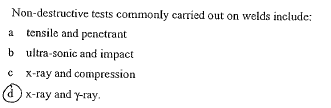 Non-destructive tests commonly carried out on welds include:
a tensile and penetrant
b ultra-sonic and impact
c x-ray and compression
d x-ray and γ-ray.